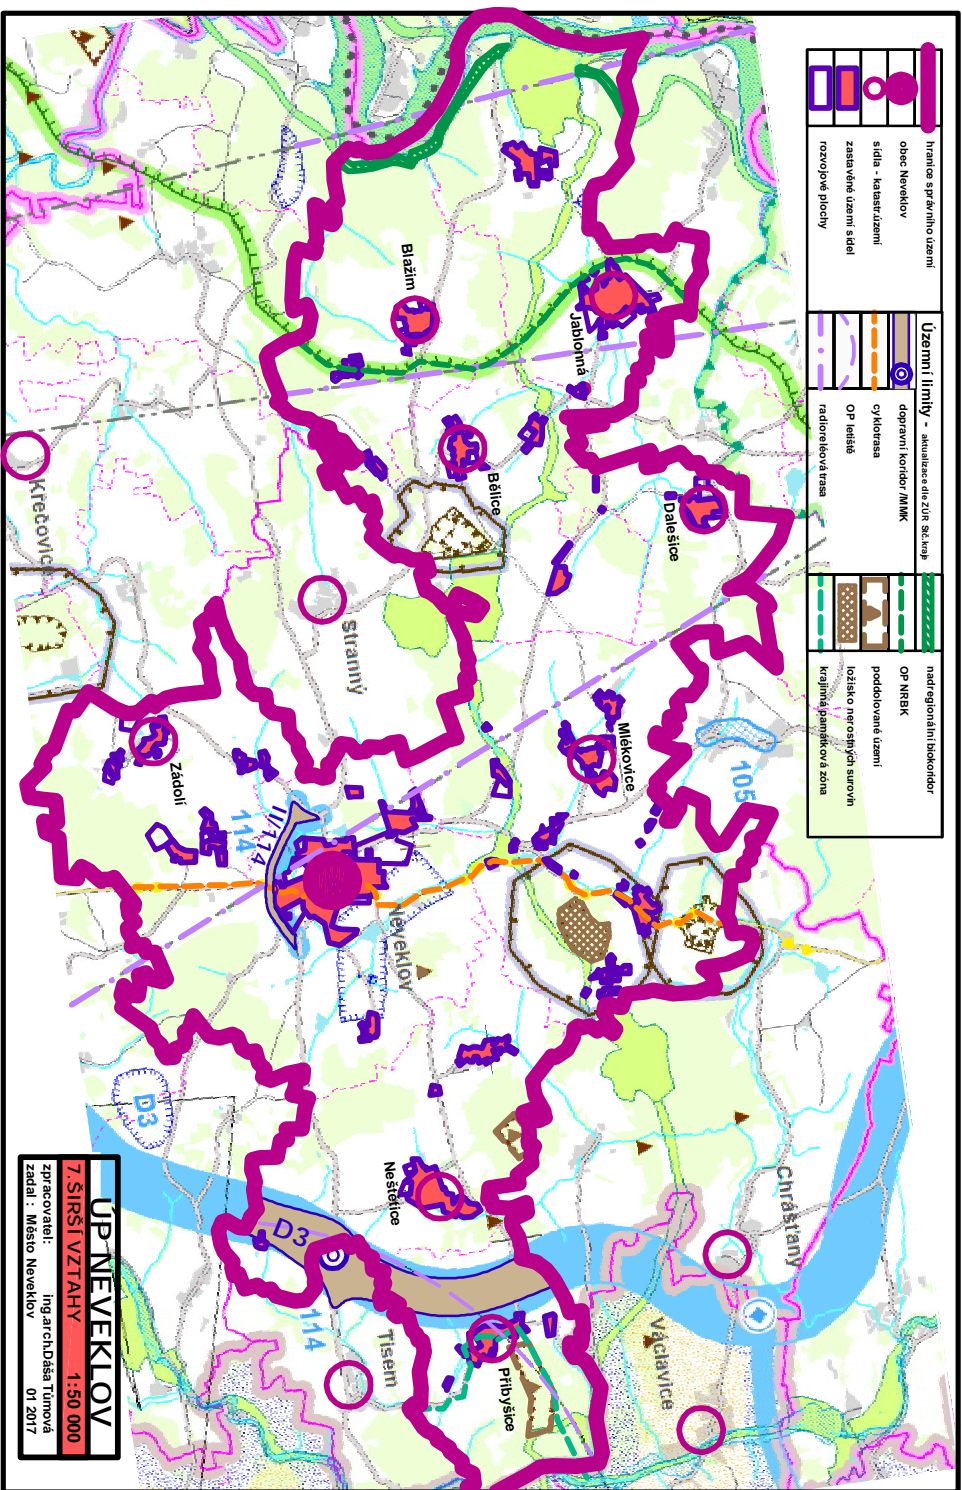 hranice správního území
obec Neveklov
sídla - katastr.území
zastavěné území sídel
rozvojové plochy
Územní limity - aktualizace dle ZÚR Stč.kraje
dopravní koridor /MMK
cyklotrasa
OP letiště
radioreléová trasa
nadregionální biokoridor
OP NRBK
poddolované území
ložisko nerostných surovin
krajinná památková zóna
Blažim
Jablonná
Bělice
Dalešice
Křečovic
Stranný
Mlékovice
105
Zádolí
114
II/114
Neveklov
D3
Neštětice
Chrášťany
D3
114
Tisem
Přibyšice
Václavice
ÚP NEVEKLOV
7. ŠIRŠÍ VZTAHY 1:50 000
zpracovatel: ing.arch.Dáša Tůmová
zadal : Město Neveklov 01 2017